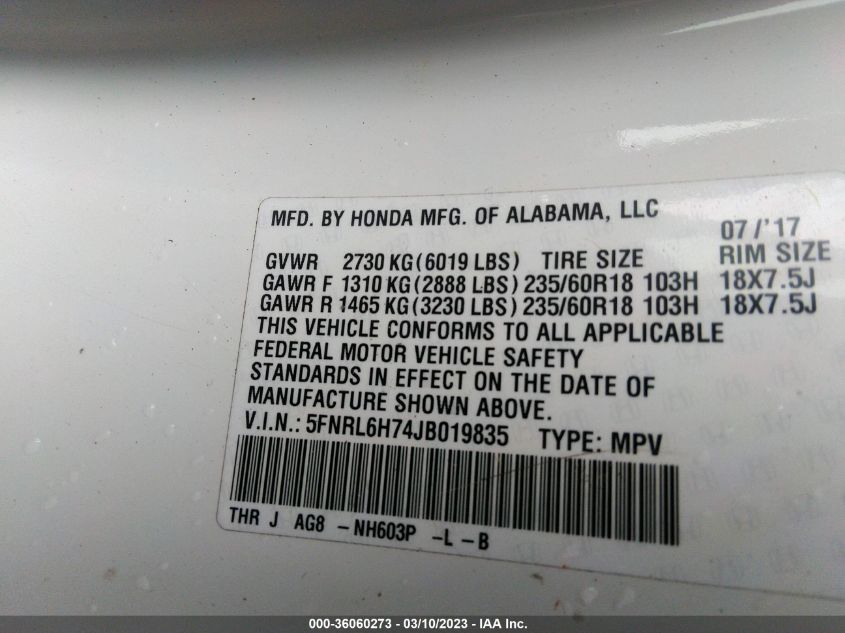 MFD. BY HONDA MFG. OF ALABAMA, LLC 07/'17
GVWR 2730 KG (6019 LBS) TIRE SIZE RIM SIZE
GAWR F 1310 KG (2888 LBS) 235/60R18 103H 18X7.5J
GAWR R 1465 KG (3230 LBS) 235/60R18 103H 18X7.5J
THIS VEHICLE CONFORMS TO ALL APPLICABLE
FEDERAL MOTOR VEHICLE SAFETY
STANDARDS IN EFFECT ON THE DATE OF
MANUFACTURE SHOWN ABOVE.
V.I.N.: 5FNRL6H74JB019835 TYPE: MPV
THR J AG8 -NH603P -L -B
000-36060273 - 03/10/2023 - IAA Inc.